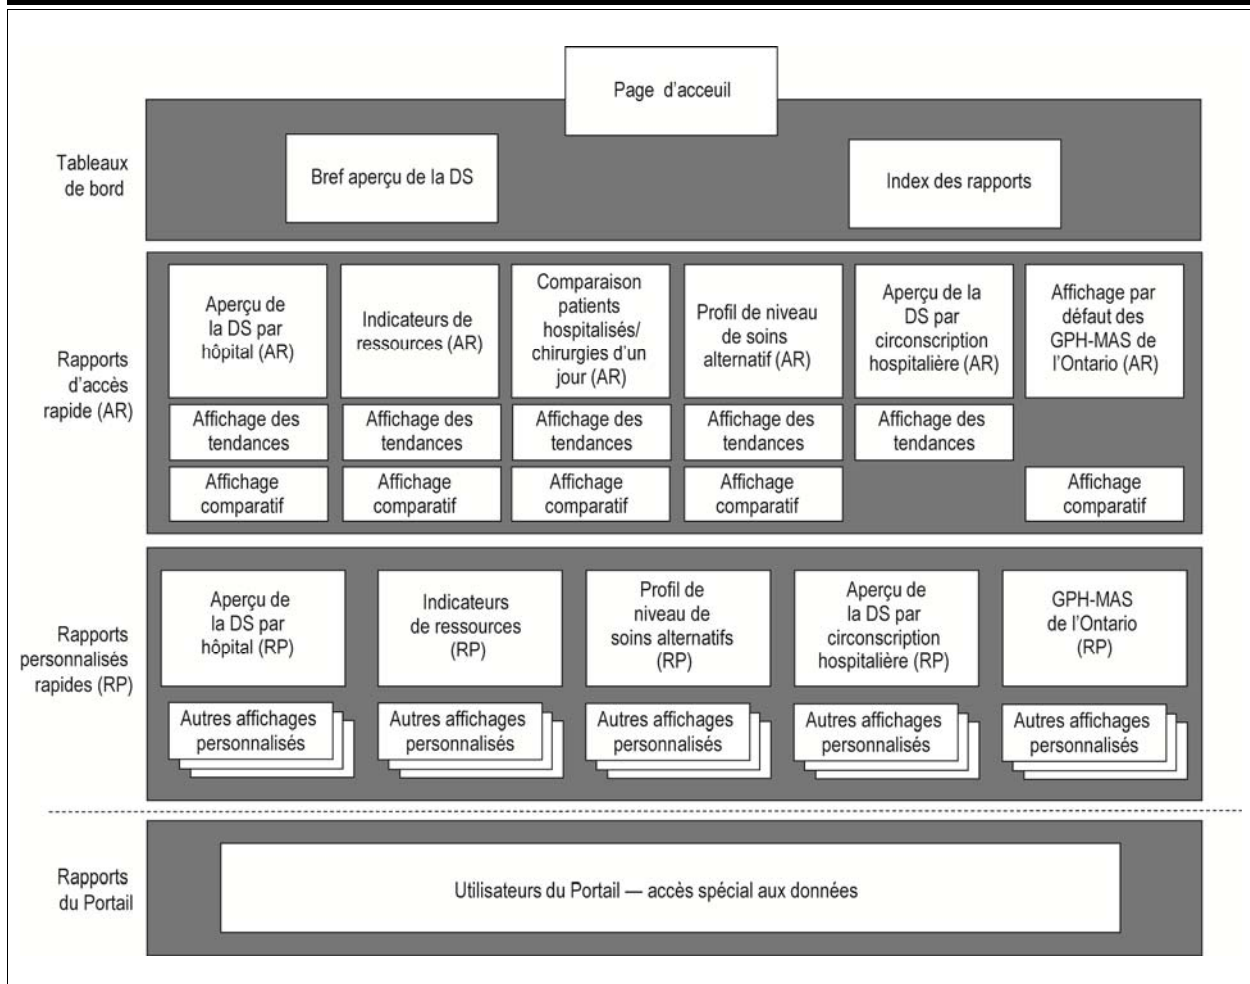 Page d'acceuil
Tableaux
de bord
Bref aperçu de la DS
Index des rapports
Rapports
d'accès
rapide (AR)
Aperçu de
la DS par
hôpital (AR)
Indicateurs de
ressources (AR)
Comparaison
patients
hospitalisés/
chirurgies d'un
jour (AR)
Profil de niveau
de soins
alternatif (AR)
Aperçu de la
DS par
circonscription
hospitalière (AR)
Affichage par
défaut des
GPH-MAS de
l'Ontario (AR)
Affichage des
tendances
Affichage des
tendances
Affichage des
tendances
Affichage des
tendances
Affichage des
tendances
Affichage
comparatif
Affichage
comparatif
Affichage
comparatif
Affichage
comparatif
Affichage
comparatif
Rapports
personnalisés
rapides (RP)
Aperçu de
la DS par
hôpital (RP)
Indicateurs
de ressources
(RP)
Profil de
niveau de
soins alternatifs
(RP)
Aperçu de
la DS par
circonscription
hospitalière (RP)
GPH-MAS
de l'Ontario
(RP)
Autres affichages
personnalisés
Autres affichages
personnalisés
Autres affichages
personnalisés
Autres affichages
personnalisés
Autres affichages
personnalisés
Rapports
du Portail
Utilisateurs du Portail — accès spécial aux données